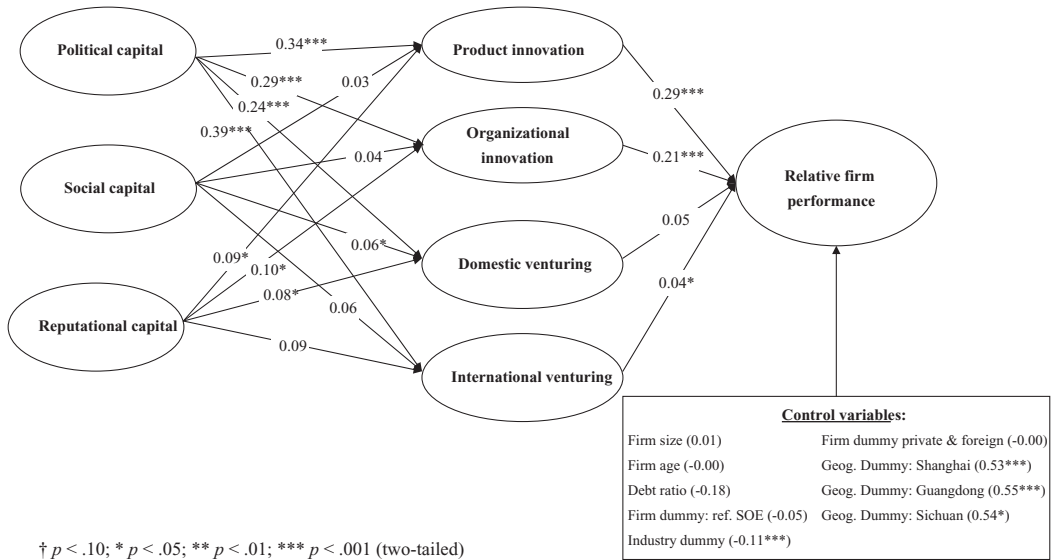 Political capital
Social capital
Reputational capital
0.34***
0.03
0.29***
0.24***
0.39***
0.04
0.06*
0.09*
0.10*
0.08*
0.06
0.09
Product innovation
Organizational
innovation
Domestic venturing
International venturing
0.29***
0.21***
0.05
0.04*
Relative firm
performance
Control variables:
Firm size (0.01)
Firm age (-0.00)
Debt ratio (-0.18)
Firm dummy: ref. SOE (-0.05)
Industry dummy (-0.11***)
Firm dummy private & foreign (-0.00)
Geog. Dummy: Shanghai (0.53***)
Geog. Dummy: Guangdong (0.55***)
Geog. Dummy: Sichuan (0.54*)
† p < .10; * p < .05; ** p < .01; *** p < .001 (two-tailed)